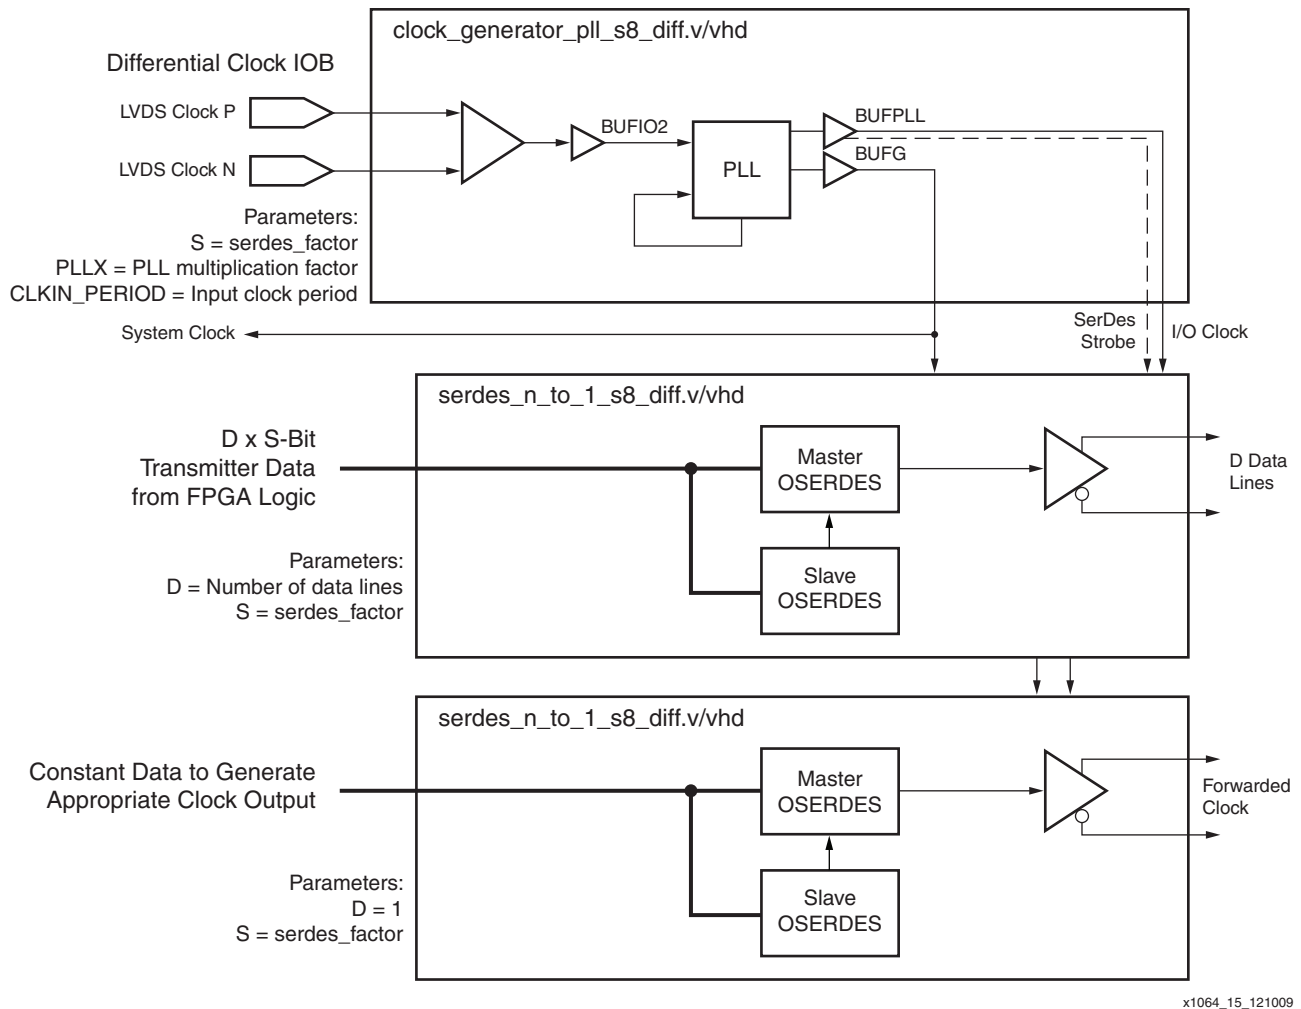 clock_generator_pll_s8_diff.v/vhd
Differential Clock IOB
LVDS Clock P
BUFPLL
BUFIO2
BUFG
LVDS Clock N
PLL
Parameters:
S = serdes_factor
PLLX = PLL multiplication factor
CLKIN_PERIOD = Input clock period
System Clock
SerDes
Strobe
I/O Clock
serdes_n_to_1_s8_diff.v/vhd
D x S-Bit
Transmitter Data
from FPGA Logic
Master
OSERDES
D Data
Lines
Parameters:
D = Number of data lines
S = serdes_factor
Slave
OSERDES
serdes_n_to_1_s8_diff.v/vhd
Constant Data to Generate
Appropriate Clock Output
Master
OSERDES
Forwarded
Clock
Parameters:
D = 1
S = serdes_factor
Slave
OSERDES
x1064_15_121009